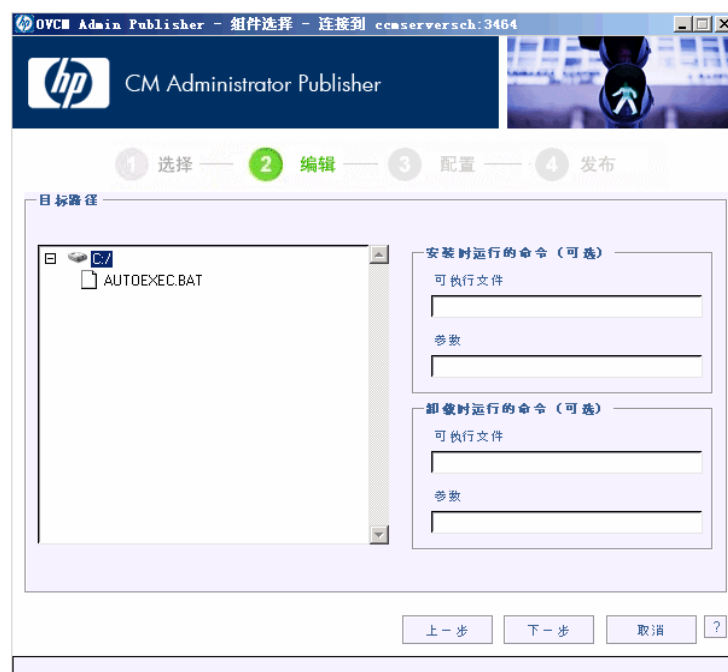 OVCM Admin Publisher - 组件选择 - 连接到 ccmserversch:3464
hp CM Administrator Publisher
1 选择 2 编辑 3 配置 4 发布
目标路径
C:/
AUTOEXEC.BAT
安装时运行的命令（可选）
可执行文件
参数
卸载时运行的命令（可选）
可执行文件
参数
上一步 下一步 取消 ?